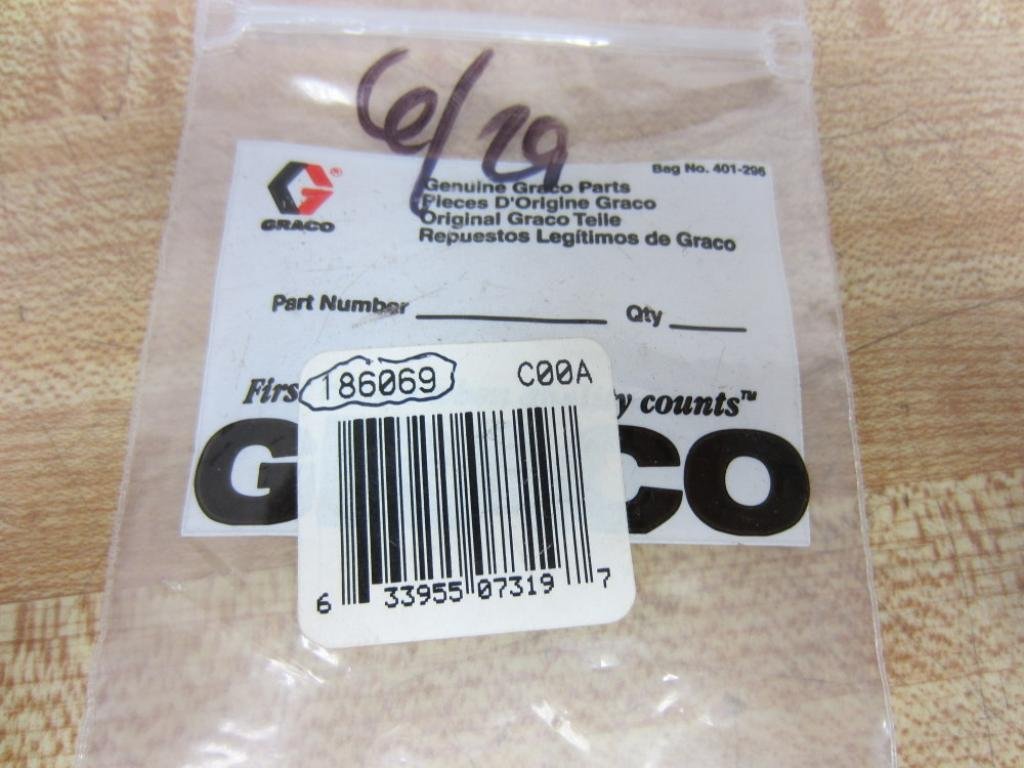 6/29
Bag No. 401-296
GRACO
Genuine Graco Parts
Pieces D'Origine Graco
Original Graco Teile
Repuestos Legítimos de Graco
Part Number Qty
186069 C00A
counts™
6 33955 07319 7